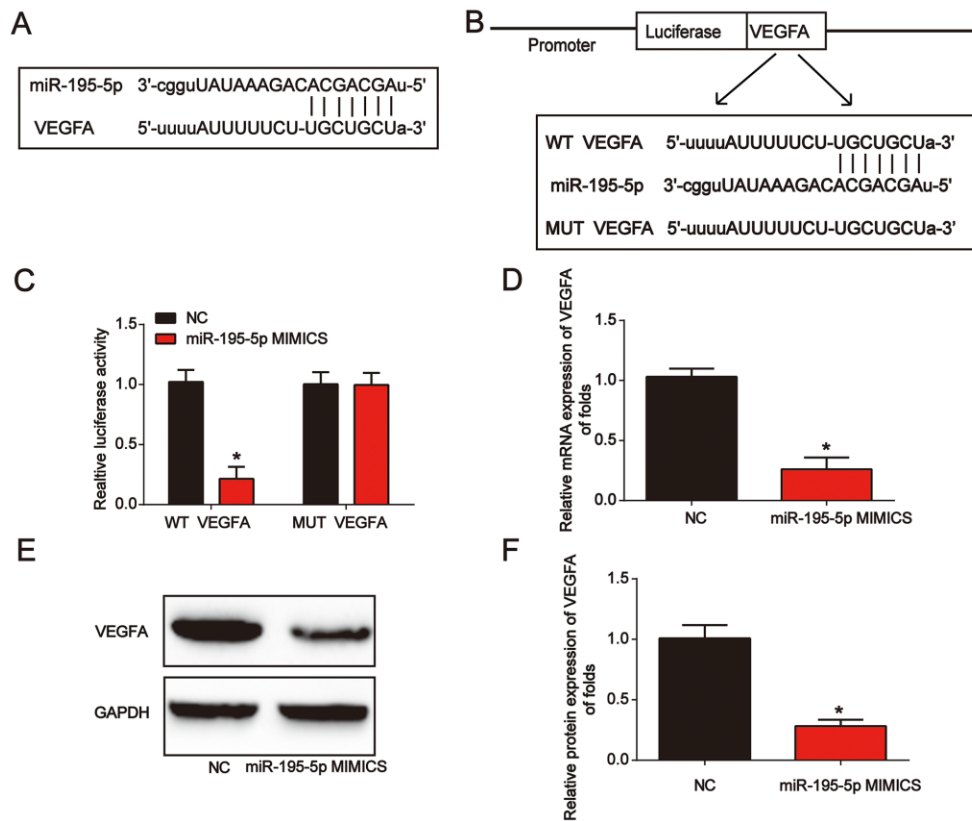 A
miR-195-5p 3'-cgguUAUAAAGACACGACGAu-5'
VEGFA 5'-uuuuAUUUUUCU-UGCUGCUa-3'
B
Promoter
Luciferase
VEGFA
WT VEGFA 5'-uuuuAUUUUUCU-UGCUGCUa-3'
miR-195-5p 3'-cgguUAUAAAGACACGACGAu-5'
MUT VEGFA 5'-uuuuAUUUUUCU-UGCUGCUa-3'
C
NC
miR-195-5p MIMICS
Realtive luciferase activity
1.5
1.0
0.5
0.0
*
WT VEGFA
MUT VEGFA
D
Relative mRNA expression of VEGFA
of folds
1.5
1.0
0.5
0.0
*
NC
miR-195-5p MIMICS
E
VEGFA
GAPDH
NC
miR-195-5p MIMICS
F
Relative protein expression of VEGFA
of folds
1.5
1.0
0.5
0.0
*
NC
miR-195-5p MIMICS